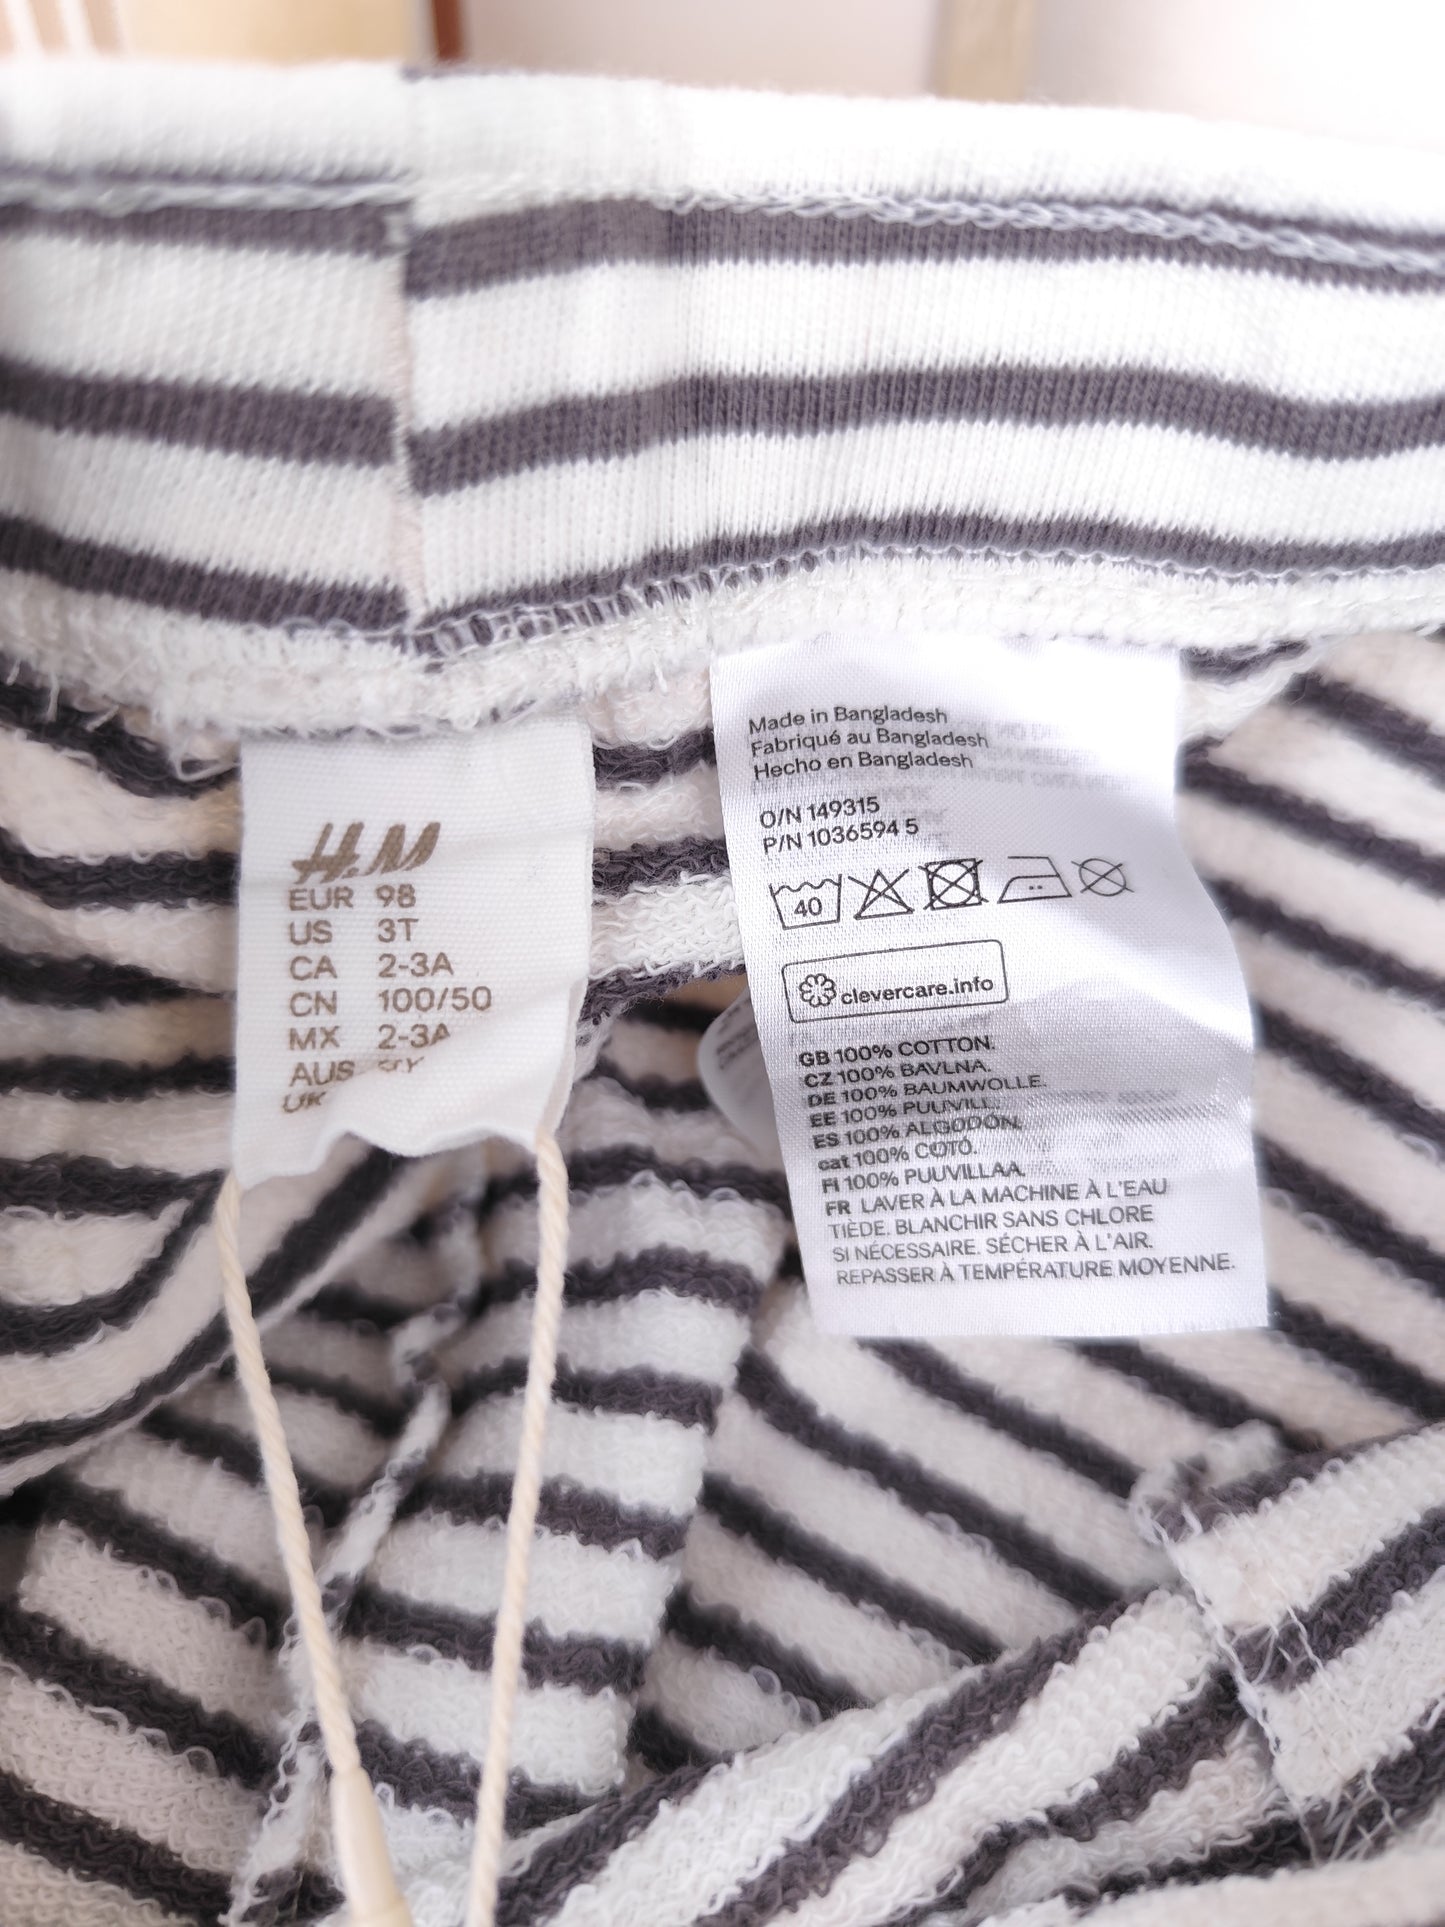 H&M
EUR 98
US 3T
CA 2-3A
CN 100/50
MX 2-3A
AUS
UK
Made in Bangladesh
Fabriqué au Bangladesh
Hecho en Bangladesh
O/N 149315
P/N 1036594 5
40
clevercare.info
GB 100% COTTON.
CZ 100% BAVLNA.
DE 100% BAUMWOLLE.
EE 100% PUUVILL.
ES 100% ALGODÓN.
cat 100% COTÓ.
FI 100% PUUVILLAA.
FR LAVER À LA MACHINE À L'EAU
TIÈDE. BLANCHIR SANS CHLORE
SI NÉCESSAIRE. SÉCHER À L'AIR.
REPASSER À TEMPÉRATURE MOYENNE.